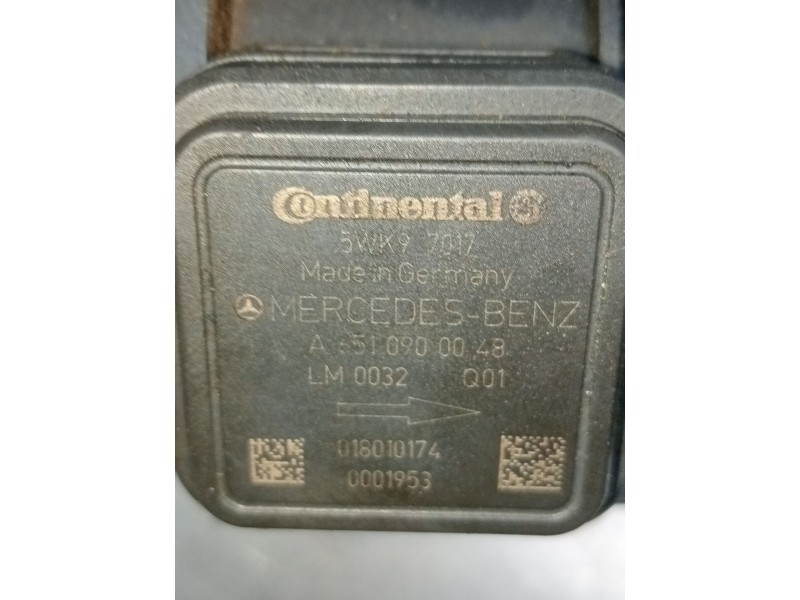 Continental
5WK9 7017
Made in Germany
MERCEDES-BENZ
A 651 090 00 48
LM 0032 Q01
018010174
0001953